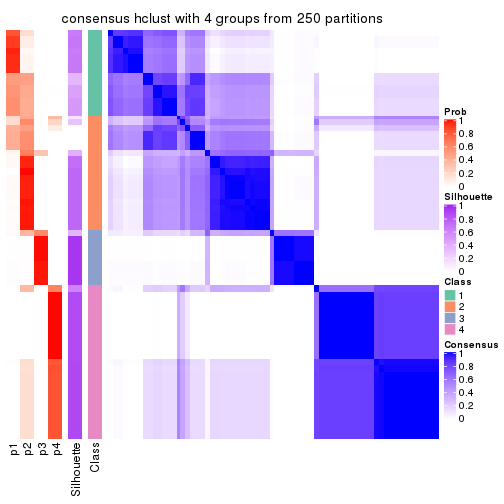 consensus hclust with 4 groups from 250 partitions
Prob
1
0.8
0.6
0.4
0.2
0
Silhouette
1
0.8
0.6
0.4
0.2
0
Class
1
2
3
4
Consensus
1
0.8
0.6
0.4
0.2
0
p1
p2
p3
p4
Silhouette
Class